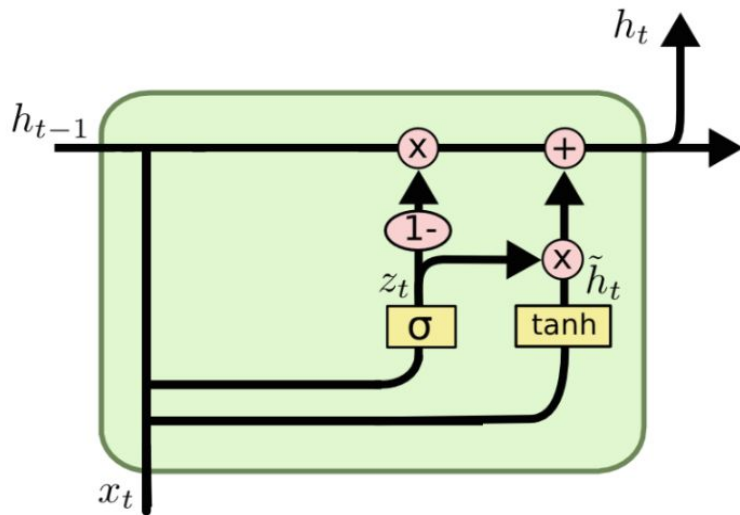 h_t
h_{t-1}
x
+
1-
x
z_t
h̃_t
σ
tanh
x_t